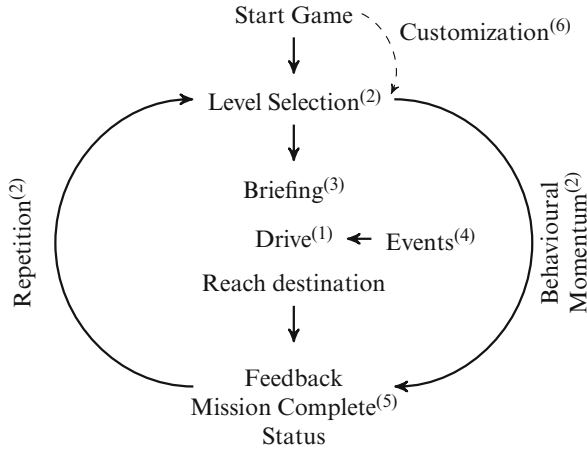 Start Game
Customization(6)
Level Selection(2)
Briefing(3)
Drive(1)
Events(4)
Reach destination
Repetition(2)
Behavioural
Momentum(2)
Feedback
Mission Complete(5)
Status